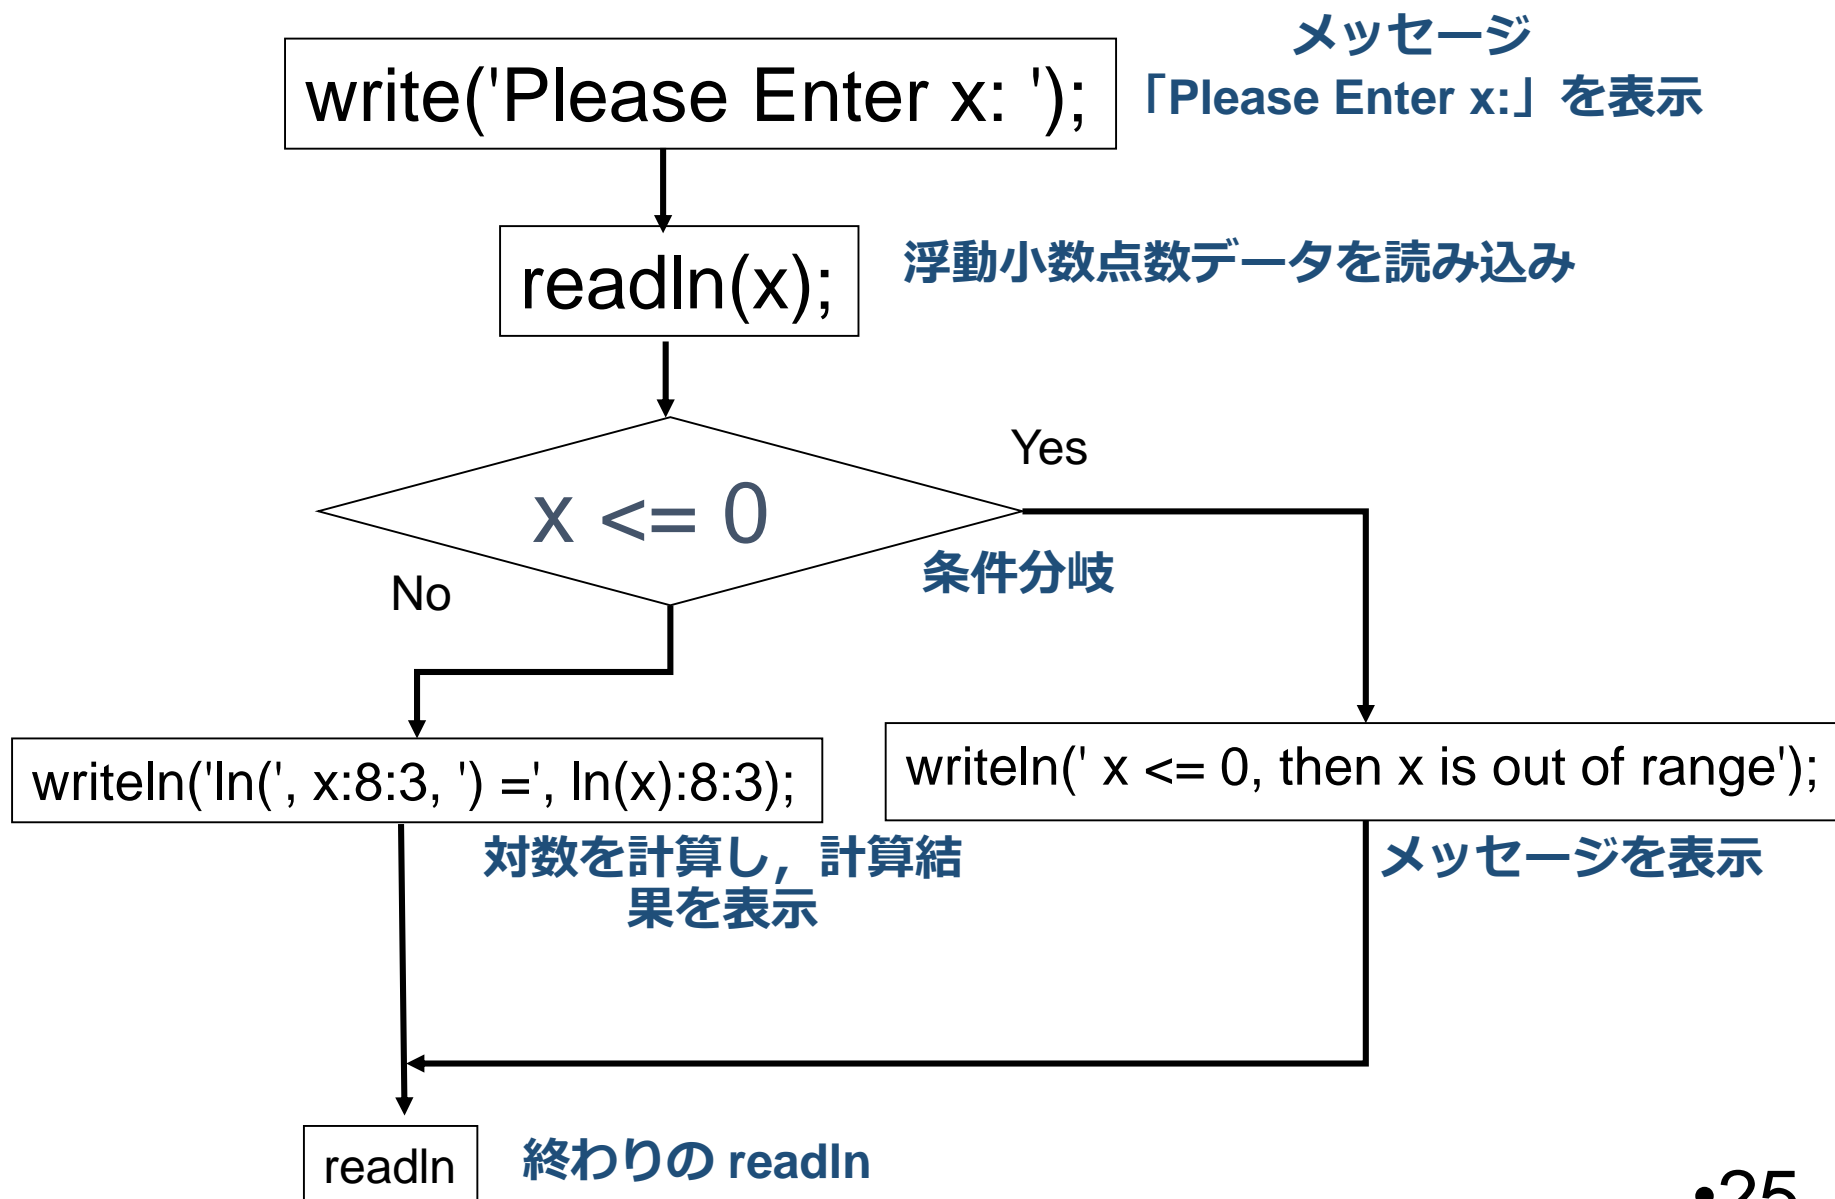 メッセージ
write('Please Enter x: ');
「Please Enter x:」を表示
readln(x);
浮動小数点数データを読み込み
Yes
x <= 0
条件分岐
No
writeln('ln(', x:8:3, ') =', ln(x):8:3);
writeln(' x <= 0, then x is out of range');
対数を計算し，計算結
果を表示
メッセージを表示
readln
終わりの readln
•25